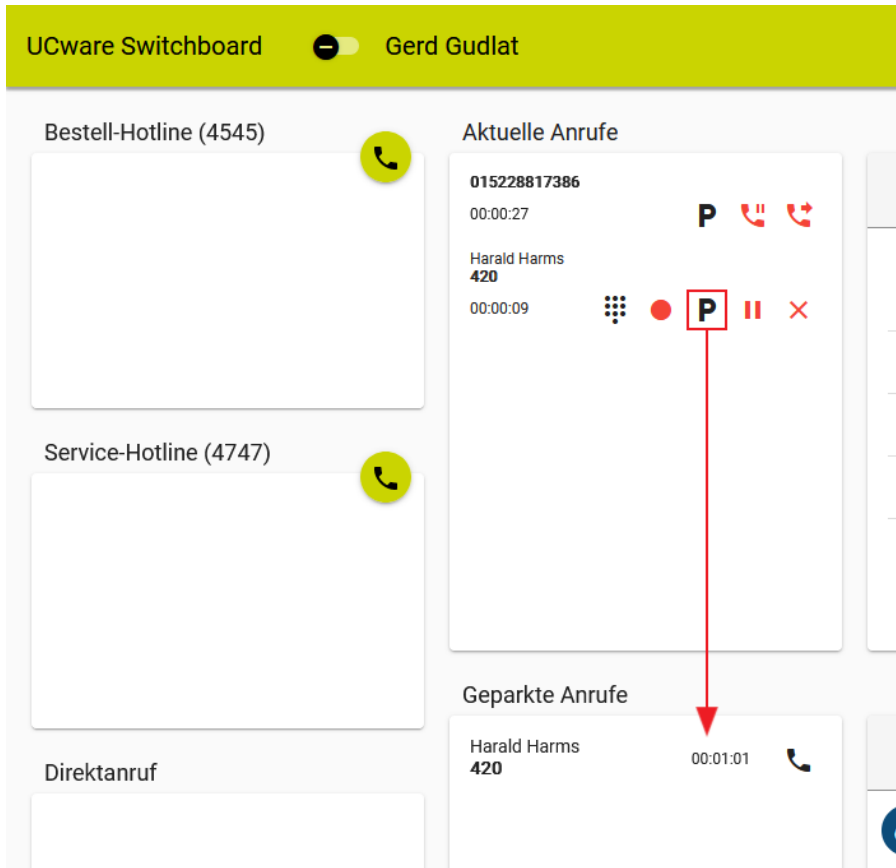 UCware Switchboard
Gerd Gudlat
Bestell-Hotline (4545)
Service-Hotline (4747)
Direktanruf
Aktuelle Anrufe
015228817386
00:00:27
P
Harald Harms
420
00:00:09
P
Geparkte Anrufe
Harald Harms
420
00:01:01